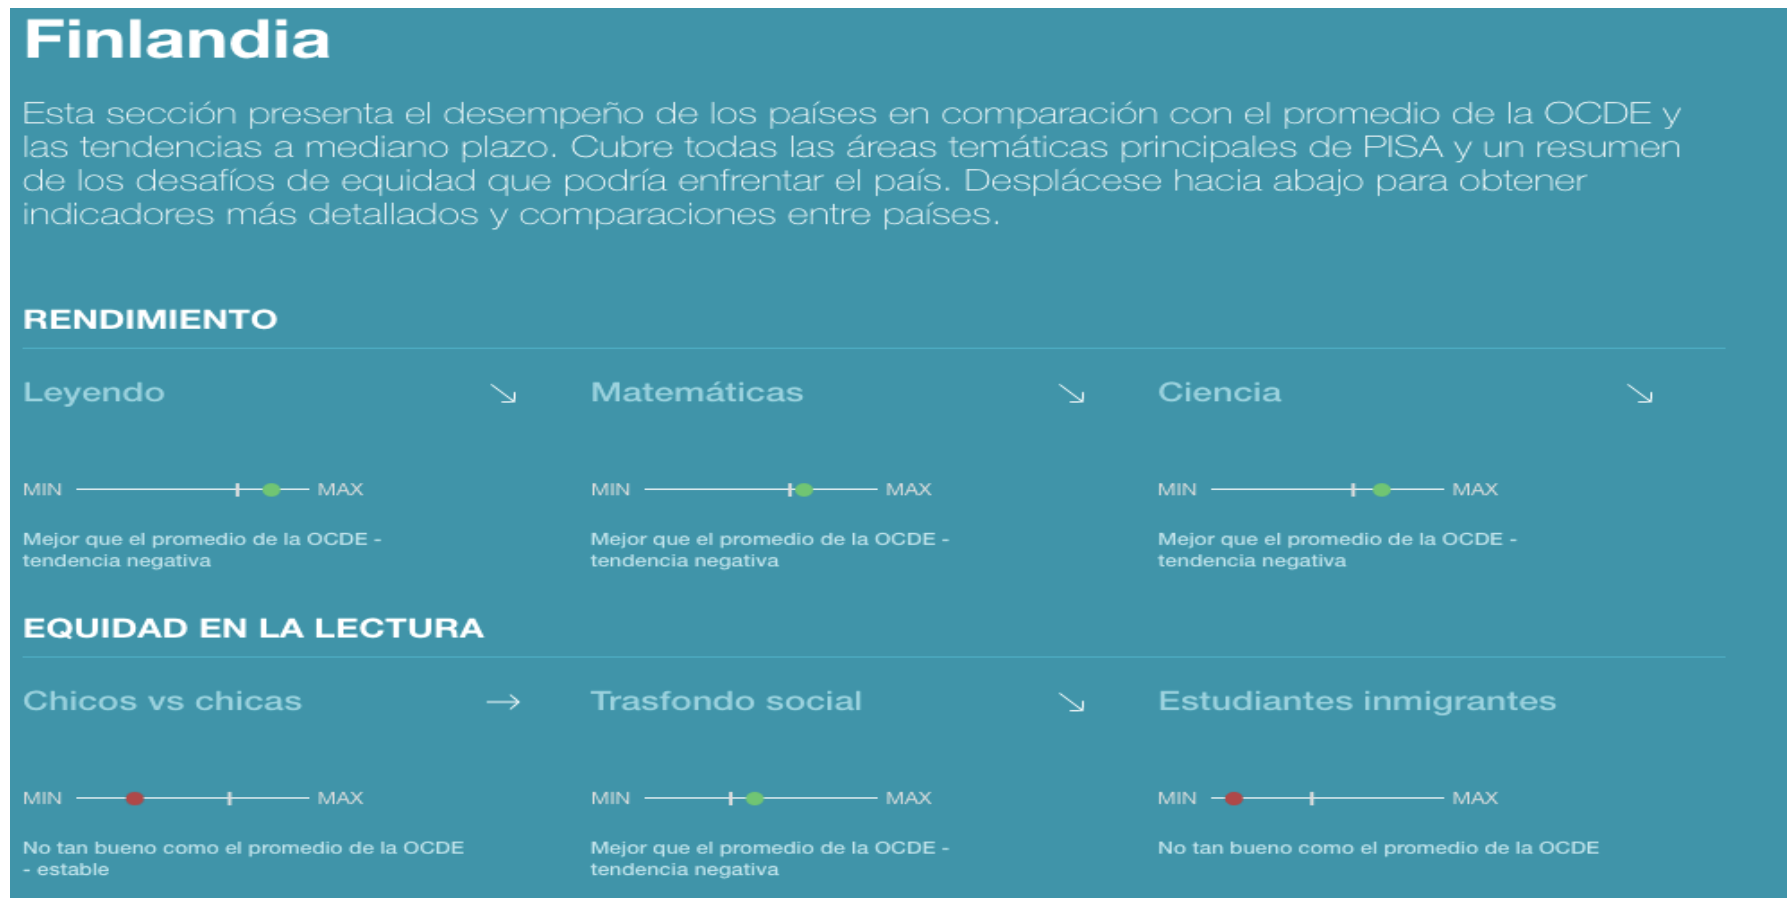 Finlandia
Esta sección presenta el desempeño de los países en comparación con el promedio de la OCDE y
las tendencias a mediano plazo. Cubre todas las áreas temáticas principales de PISA y un resumen
de los desafíos de equidad que podría enfrentar el país. Desplácese hacia abajo para obtener
indicadores más detallados y comparaciones entre países.
RENDIMIENTO
Leyendo
MIN MAX
Mejor que el promedio de la OCDE -
tendencia negativa
Matemáticas
MIN MAX
Mejor que el promedio de la OCDE -
tendencia negativa
Ciencia
MIN MAX
Mejor que el promedio de la OCDE -
tendencia negativa
EQUIDAD EN LA LECTURA
Chicos vs chicas
MIN MAX
No tan bueno como el promedio de la OCDE
- estable
Trasfondo social
MIN MAX
Mejor que el promedio de la OCDE -
tendencia negativa
Estudiantes inmigrantes
MIN MAX
No tan bueno como el promedio de la OCDE